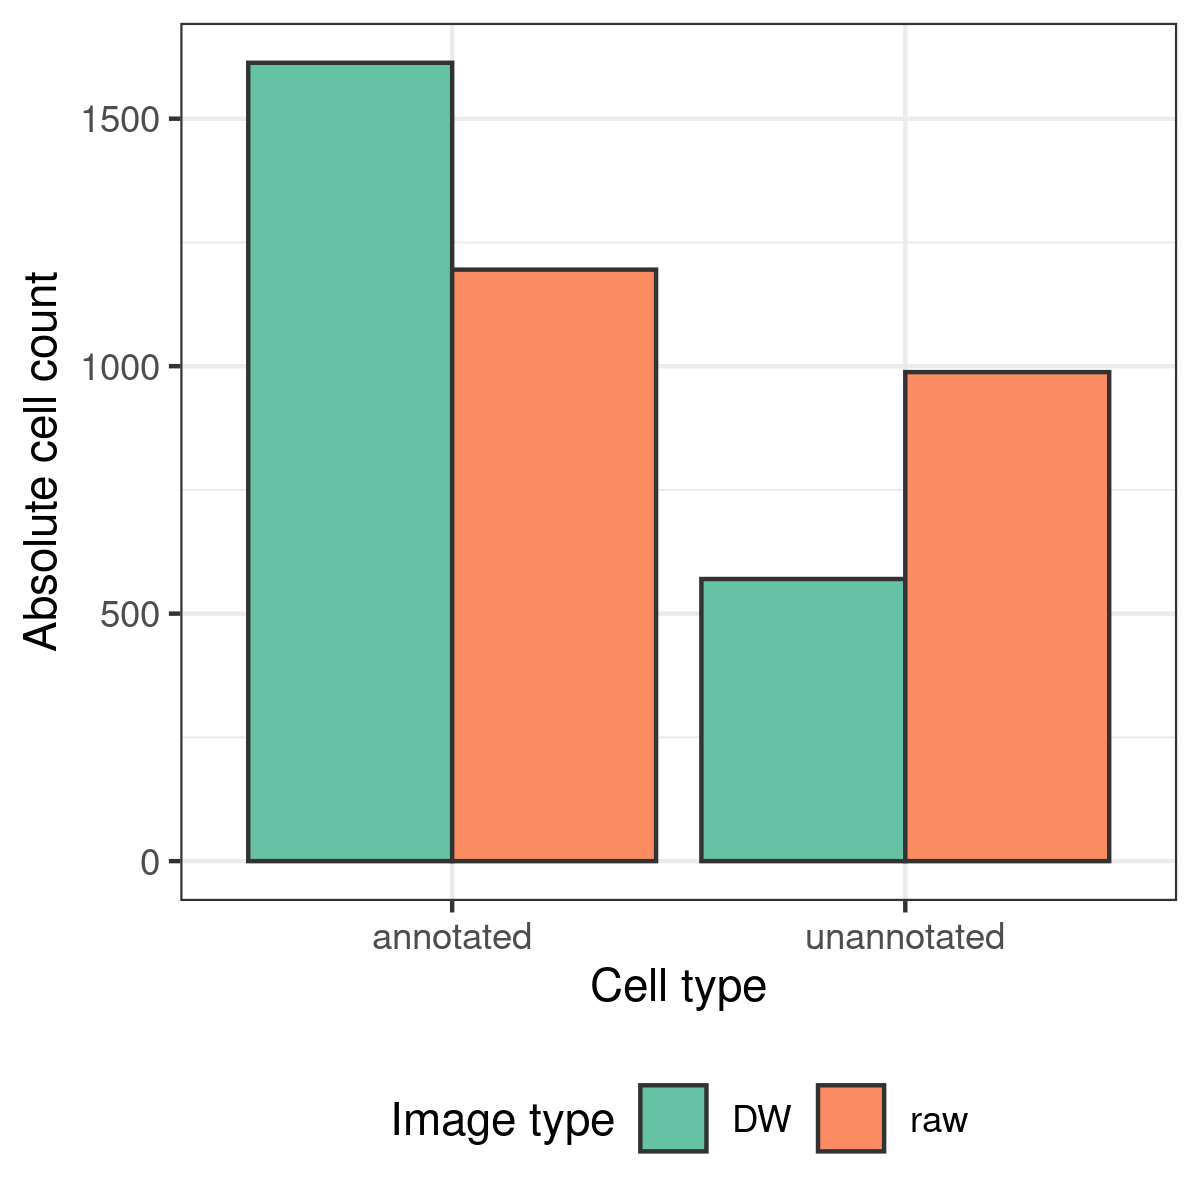 Absolute cell count
1500
1000
500
0
annotated
unannotated
Cell type
Image type
DW
raw